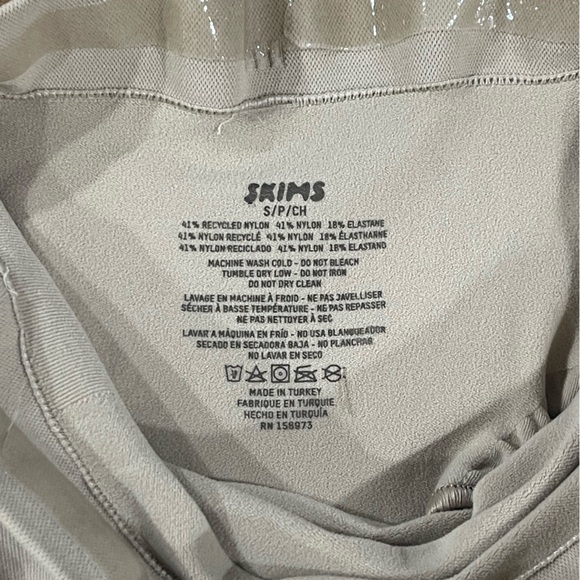 SKIMS
S/P/CH
41% RECYCLED NYLON 41% NYLON 18% ELASTANE
41% NYLON RECYCLÉ 41% NYLON 18% ÉLASTHANNE
41% NYLON RECICLADO 41% NYLON 18% ELASTANO
MACHINE WASH COLD - DO NOT BLEACH
TUMBLE DRY LOW - DO NOT IRON
DO NOT DRY CLEAN
LAVAGE EN MACHINE À FROID - NE PAS JAVELLISER
SÉCHER À BASSE TEMPÉRATURE - NE PAS REPASSER
NE PAS NETTOYER À SEC
LAVAR A MÁQUINA EN FRÍO - NO USA BLANQUEADOR
SECADO EN SECADORA BAJA - NO PLANCHAR
NO LAVAR EN SECO
MADE IN TURKEY
FABRIQUE EN TURQUIE
HECHO EN TURQUÍA
RN 158973